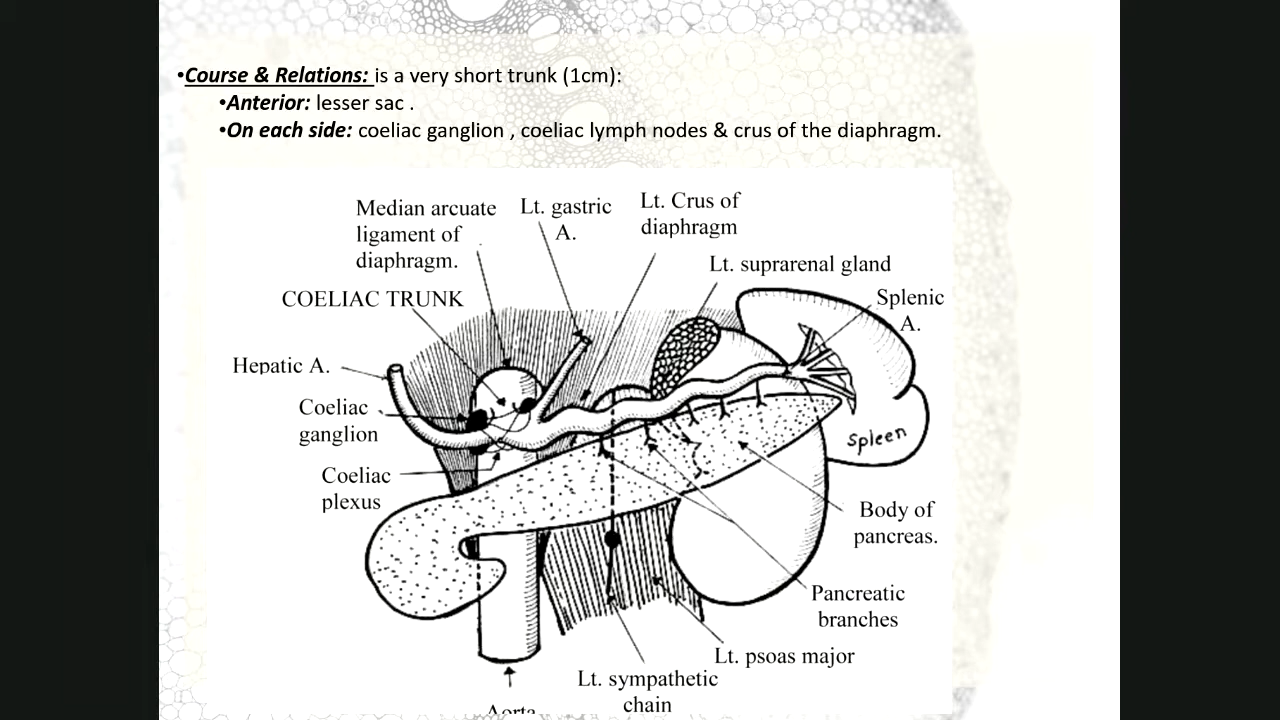 •Course & Relations: is a very short trunk (1cm):
•Anterior: lesser sac .
•On each side: coeliac ganglion , coeliac lymph nodes & crus of the diaphragm.
Median arcuate
ligament of
diaphragm.
Lt. gastric
A.
Lt. Crus of
diaphragm
Lt. suprarenal gland
COELIAC TRUNK
Splenic
A.
Hepatic A.
Coeliac
ganglion
Spleen
Coeliac
plexus
Body of
pancreas.
Pancreatic
branches
Lt. psoas major
Lt. sympathetic
chain
Aorta